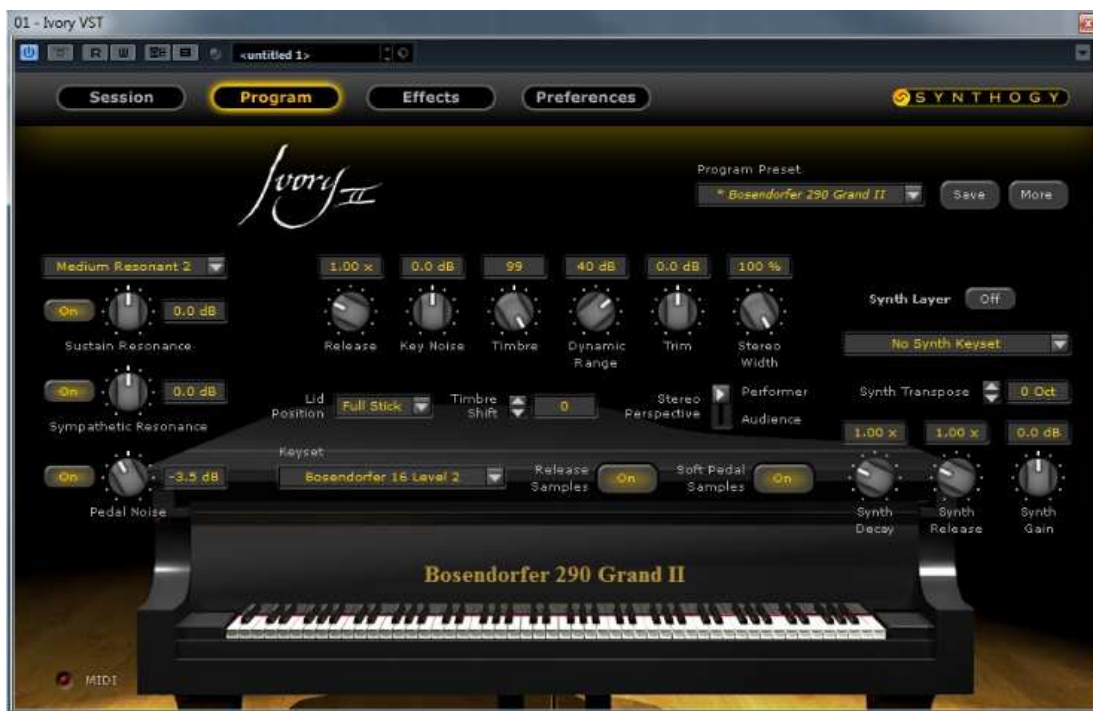 01 - Ivory VST
R W <untitled 1>
Session Program Effects Preferences SYNTHOGY
Ivory II
Program Preset
* Bosendorfer 290 Grand II Save More
Medium Resonant 2 1.00 x 0.0 dB 99 40 dB 0.0 dB 100 %
On 0.0 dB
Synth Layer Off
Sustain Resonance
Release Key Noise Timbre Dynamic Range Trim Stereo Width
No Synth Keyset
On 0.0 dB
Sympathetic Resonance
Lid Position Full Stick Timbre Shift 0 Stereo Perspective Performer Audience
Synth Transpose 0 Oct
1.00 x 1.00 x 0.0 dB
Keyset
Bosendorfer 16 Level 2 Release Samples On Soft Pedal Samples On
On -3.5 dB
Pedal Noise
Synth Decay Synth Release Synth Gain
Bosendorfer 290 Grand II
MIDI